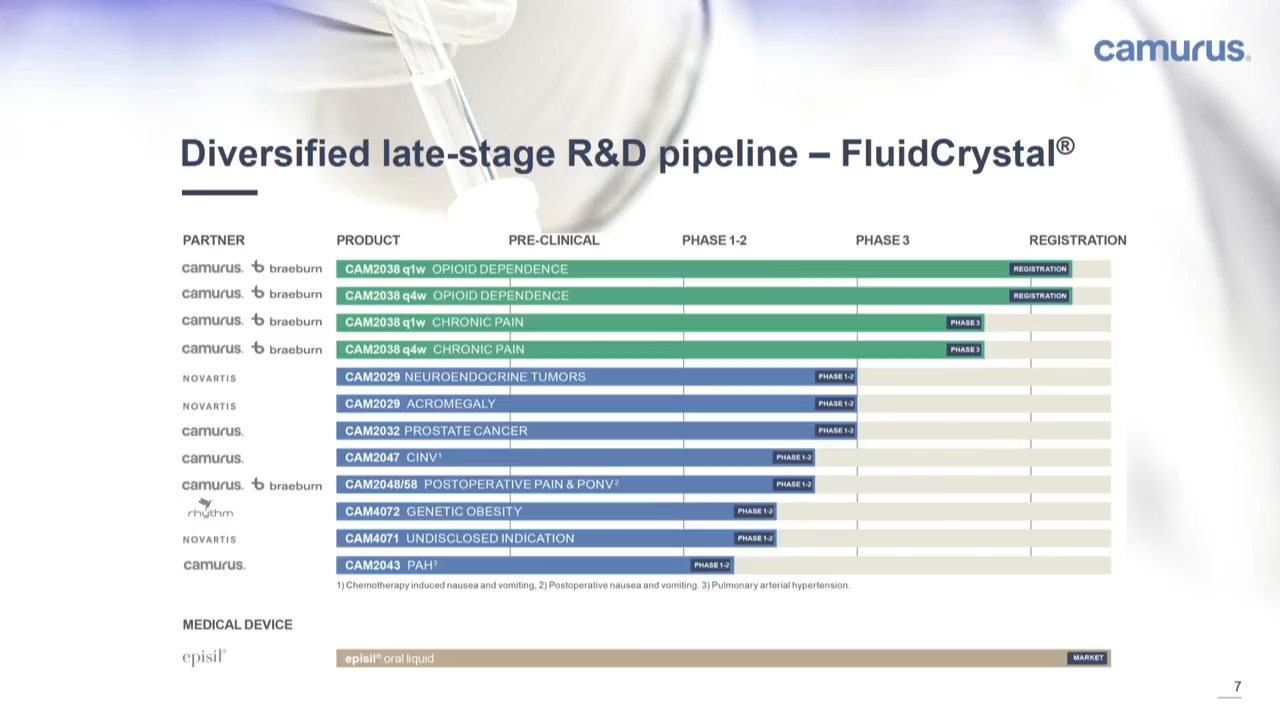 camurus®
Diversified late-stage R&D pipeline – FluidCrystal®
PARTNER PRODUCT PRE-CLINICAL PHASE 1-2 PHASE 3 REGISTRATION
camurus. braeburn CAM2038 q1w OPIOID DEPENDENCE REGISTRATION
camurus. braeburn CAM2038 q4w OPIOID DEPENDENCE REGISTRATION
camurus. braeburn CAM2038 q1w CHRONIC PAIN PHASE 3
camurus. braeburn CAM2038 q4w CHRONIC PAIN PHASE 3
NOVARTIS CAM2029 NEUROENDOCRINE TUMORS PHASE 1-2
NOVARTIS CAM2029 ACROMEGALY PHASE 1-2
camurus. CAM2032 PROSTATE CANCER PHASE 1-2
camurus. CAM2047 CINV¹ PHASE 1-2
camurus. braeburn CAM2048/58 POSTOPERATIVE PAIN & PONV² PHASE 1-2
rhythm CAM4072 GENETIC OBESITY PHASE 1-2
NOVARTIS CAM4071 UNDISCLOSED INDICATION PHASE 1-2
camurus. CAM2043 PAH³ PHASE 1-2
1) Chemotherapy induced nausea and vomiting, 2) Postoperative nausea and vomiting. 3) Pulmonary arterial hypertension.
MEDICAL DEVICE
episil® episil® oral liquid MARKET
7